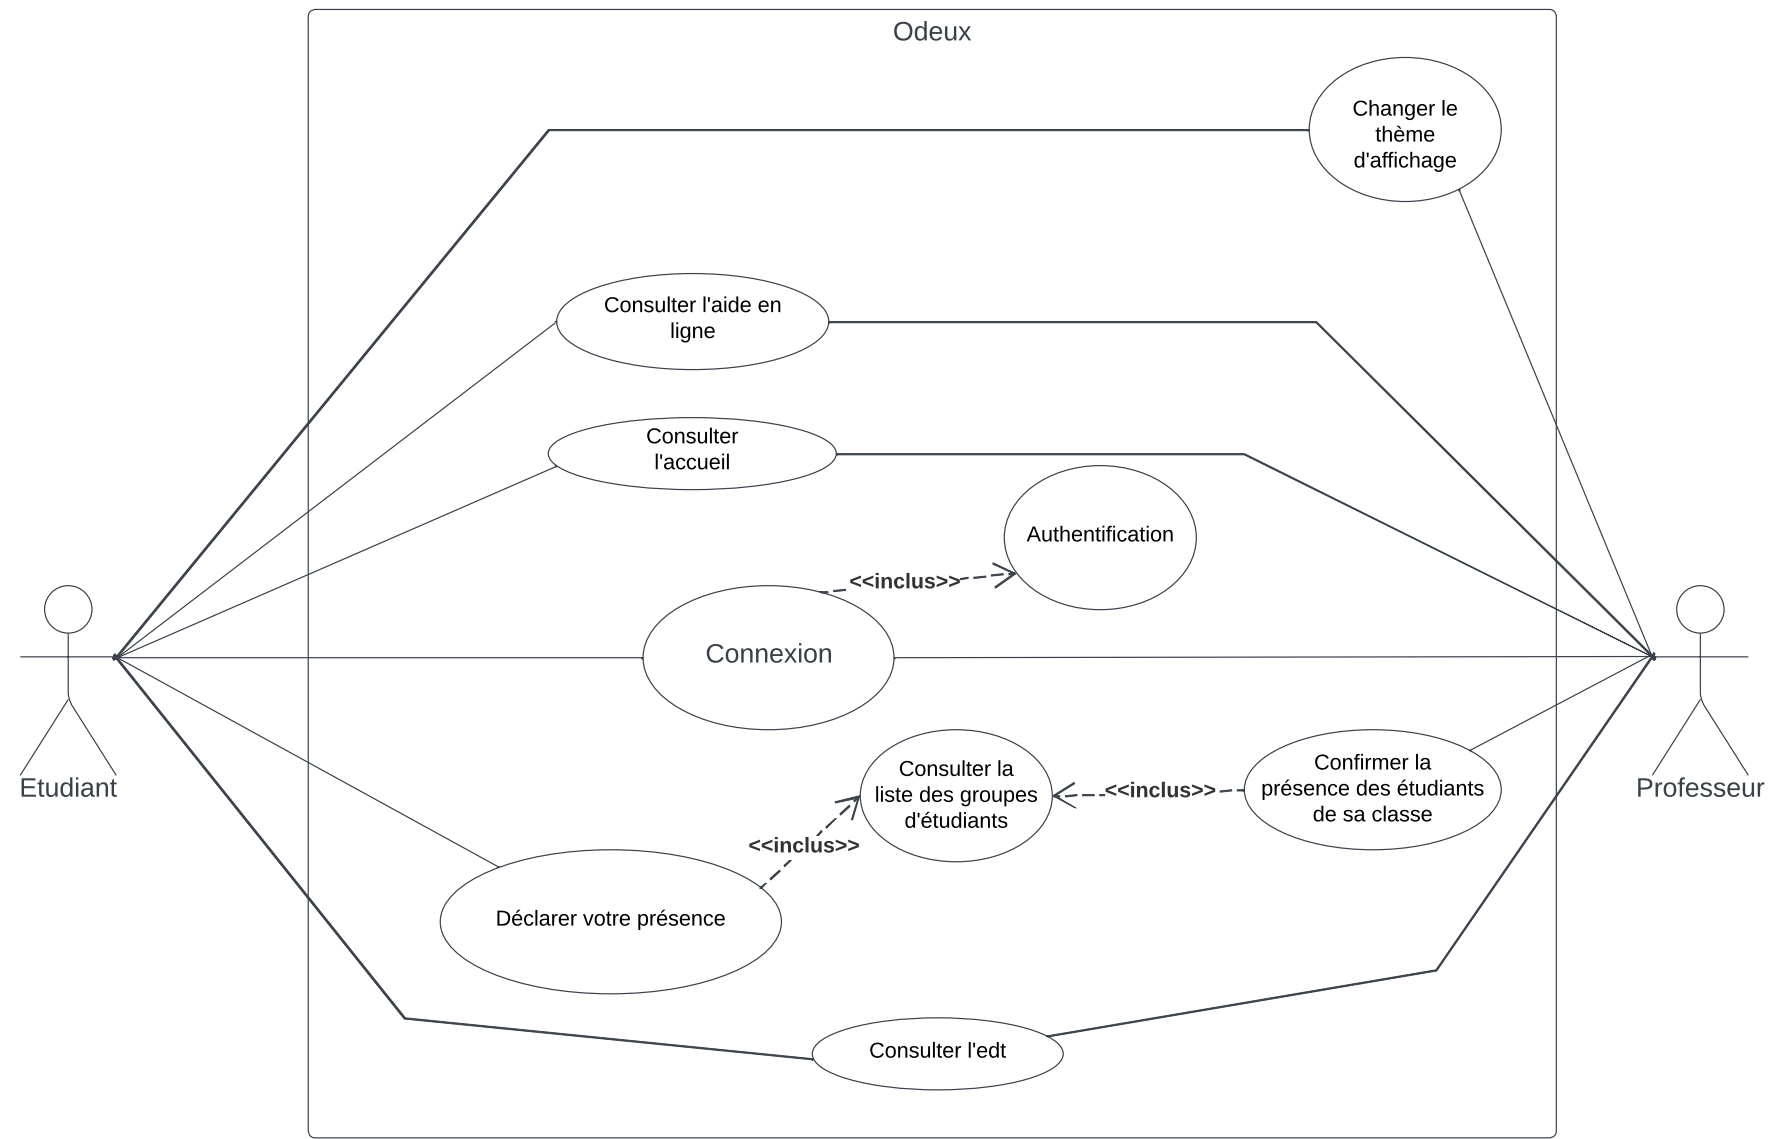 Odeux
Changer le
thème
d'affichage
Consulter l'aide en
ligne
Consulter
l'accueil
Authentification
<<inclus>>
Connexion
Etudiant
Professeur
Consulter la
liste des groupes
d'étudiants
<<inclus>>
Confirmer la
présence des étudiants
de sa classe
<<inclus>>
Déclarer votre présence
Consulter l'edt